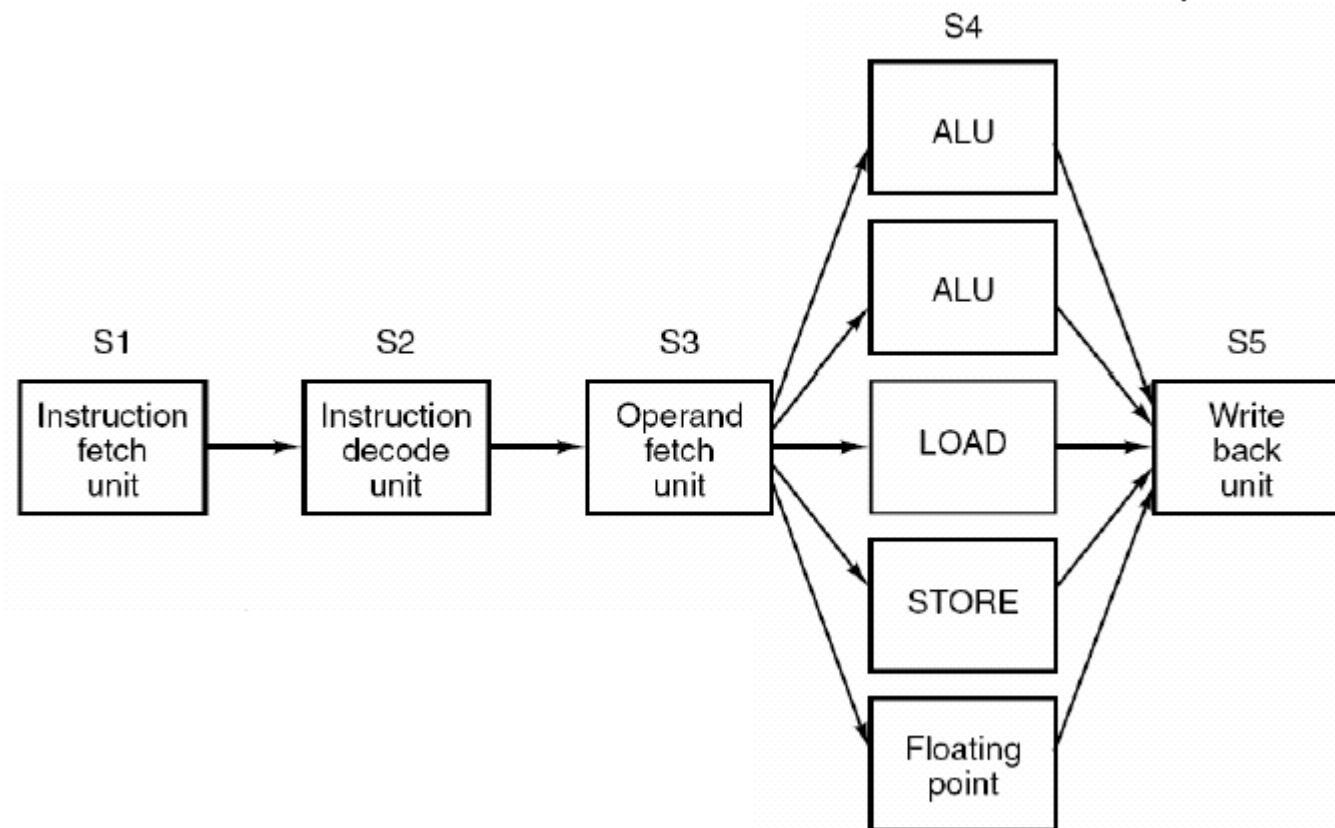 S4
ALU
ALU
S1
S2
S3
S5
Instruction
fetch
unit
Instruction
decode
unit
Operand
fetch
unit
LOAD
Write
back
unit
STORE
Floating
point